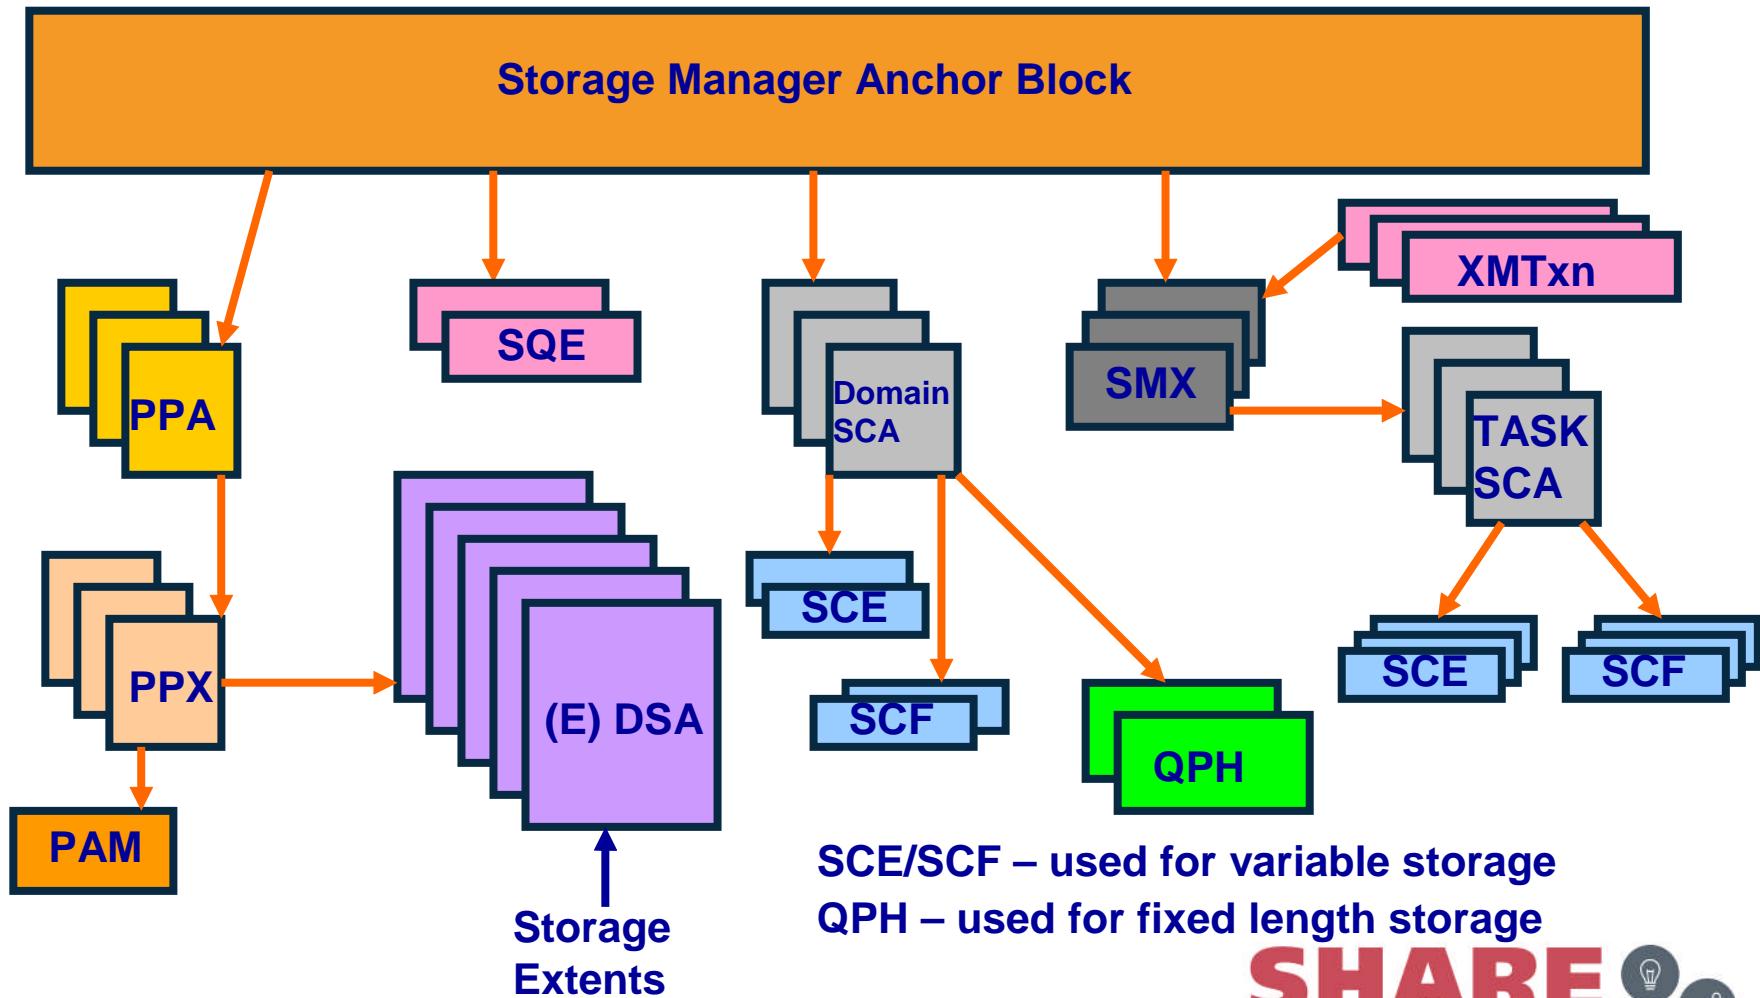 Storage Manager Anchor Block
XMTxn
SQE
SMX
PPA
Domain
SCA
TASK
SCA
SCE
PPX
(E) DSA
SCF
QPH
SCE
SCF
PAM
SCE/SCF – used for variable storage
QPH – used for fixed length storage
Storage
Extents
SHARE